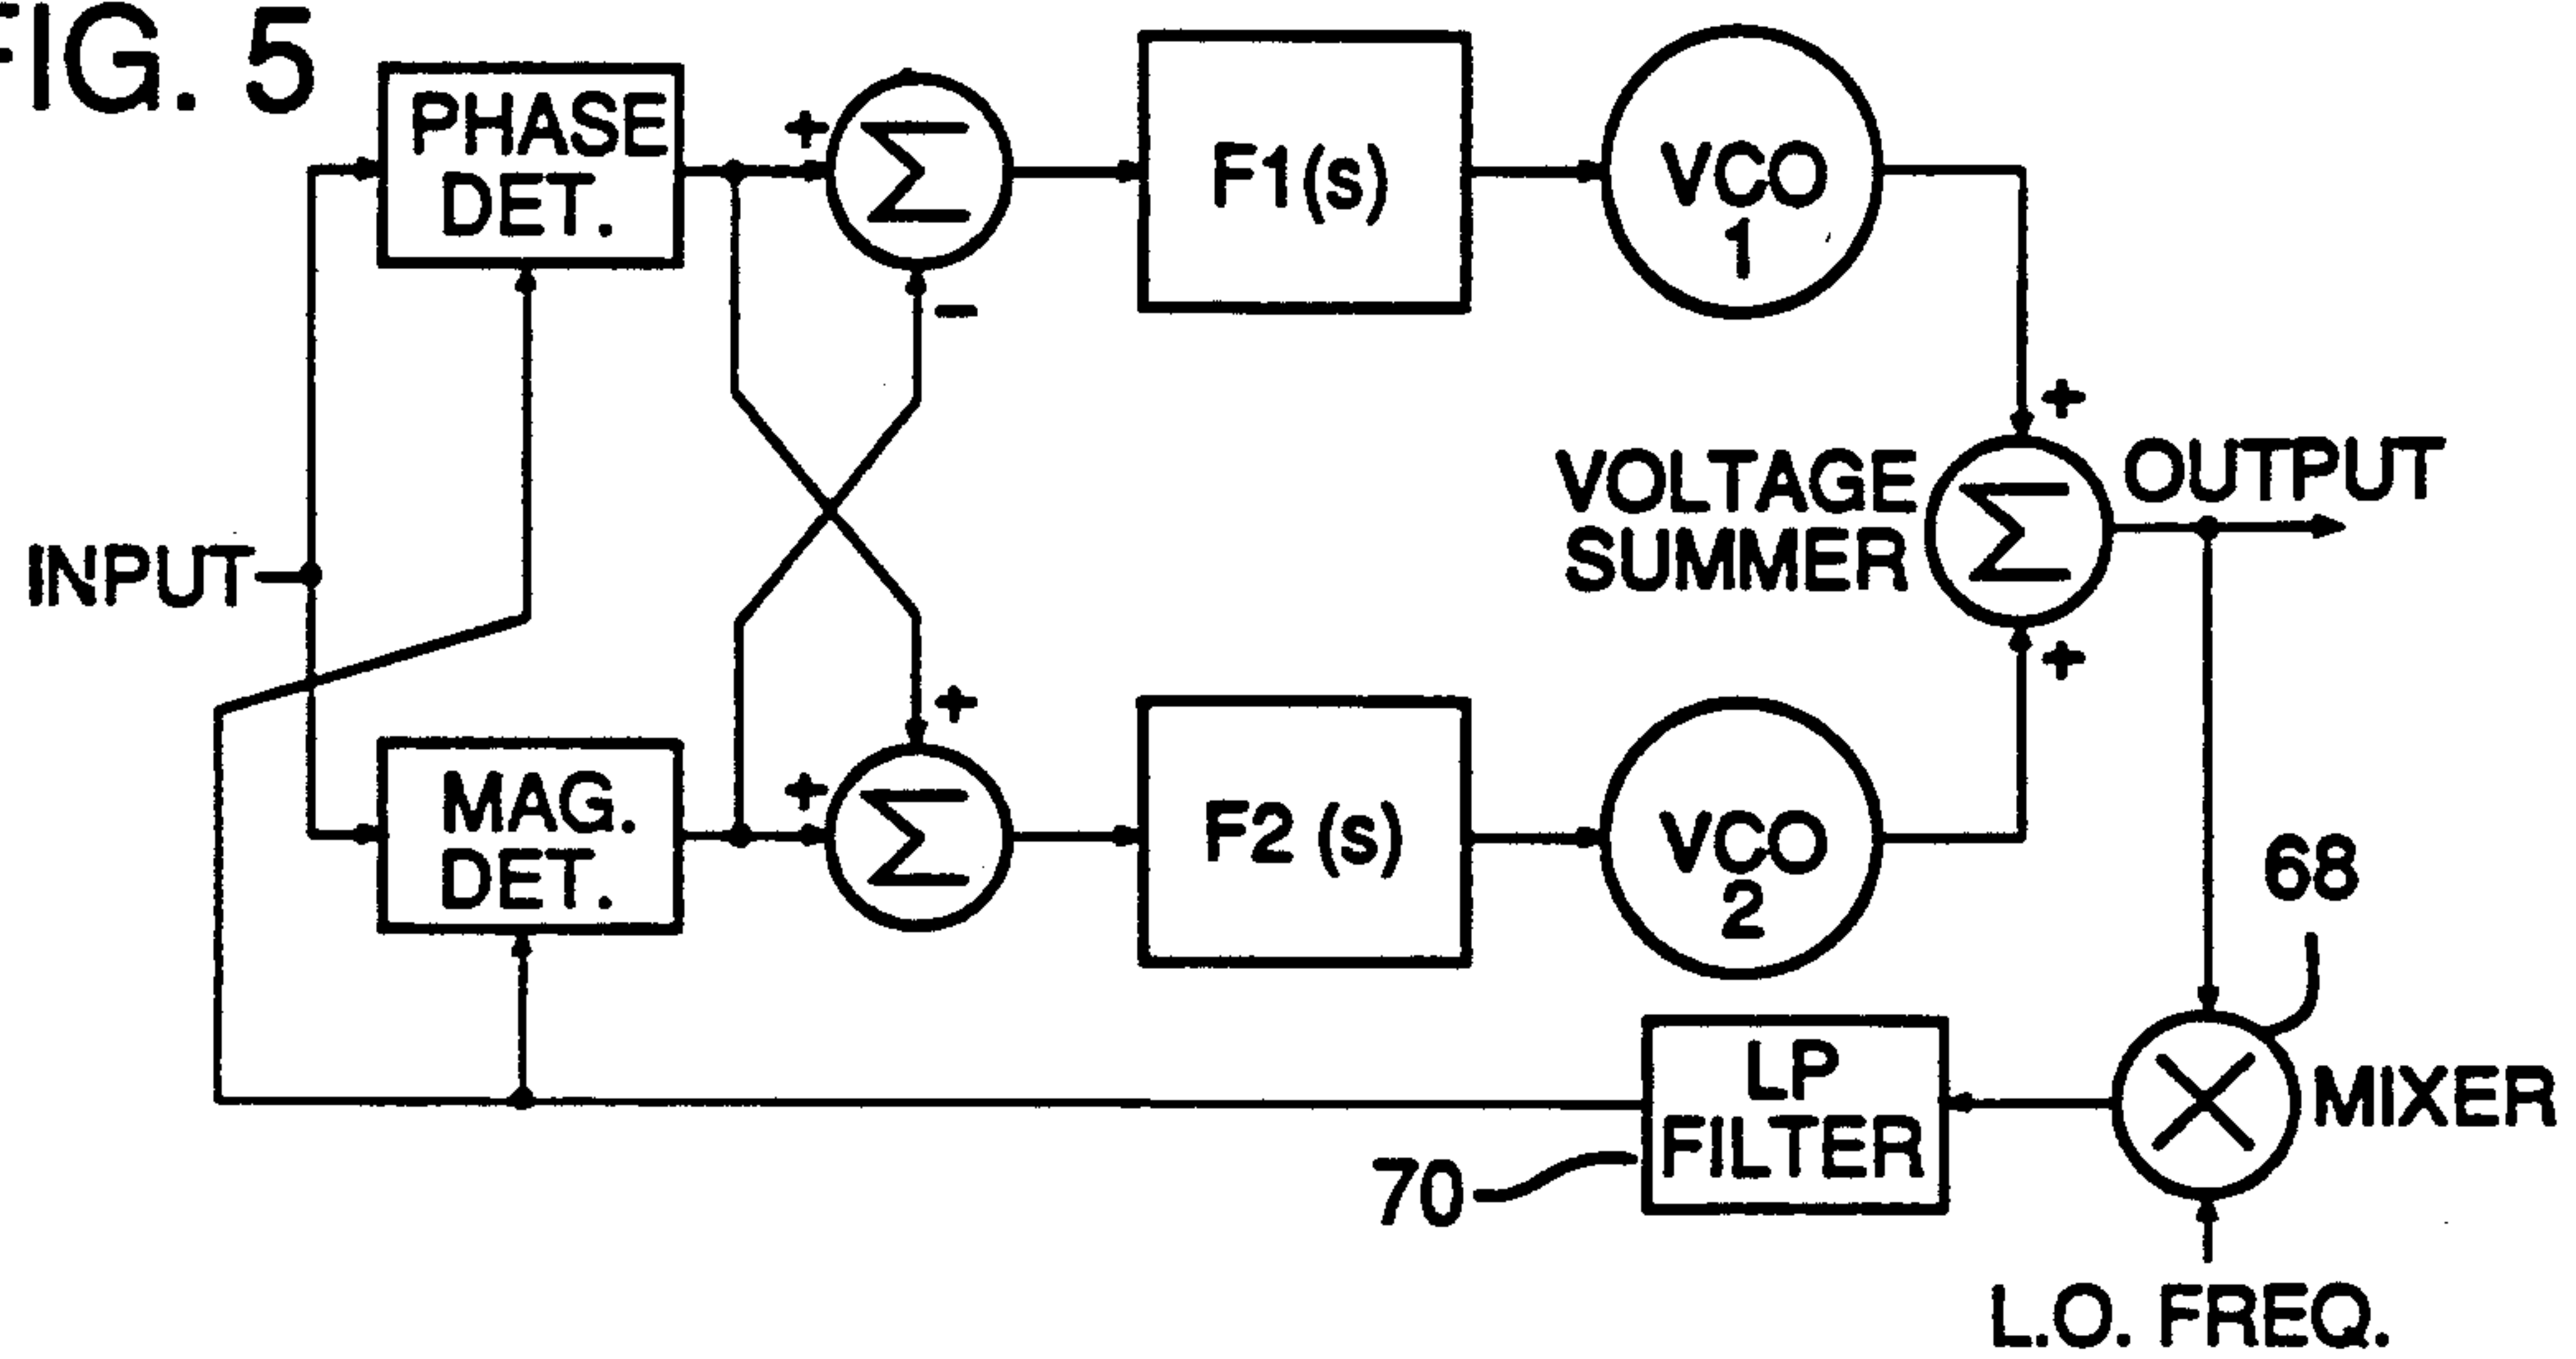 FIG. 5
PHASE
DET.
+
Σ
-
F1(s)
VCO
1
+
VOLTAGE
SUMMER
Σ
OUTPUT
+
INPUT
MAG.
DET.
+
+
Σ
F2 (s)
VCO
2
68
MIXER
LP
FILTER
70
L.O. FREQ.